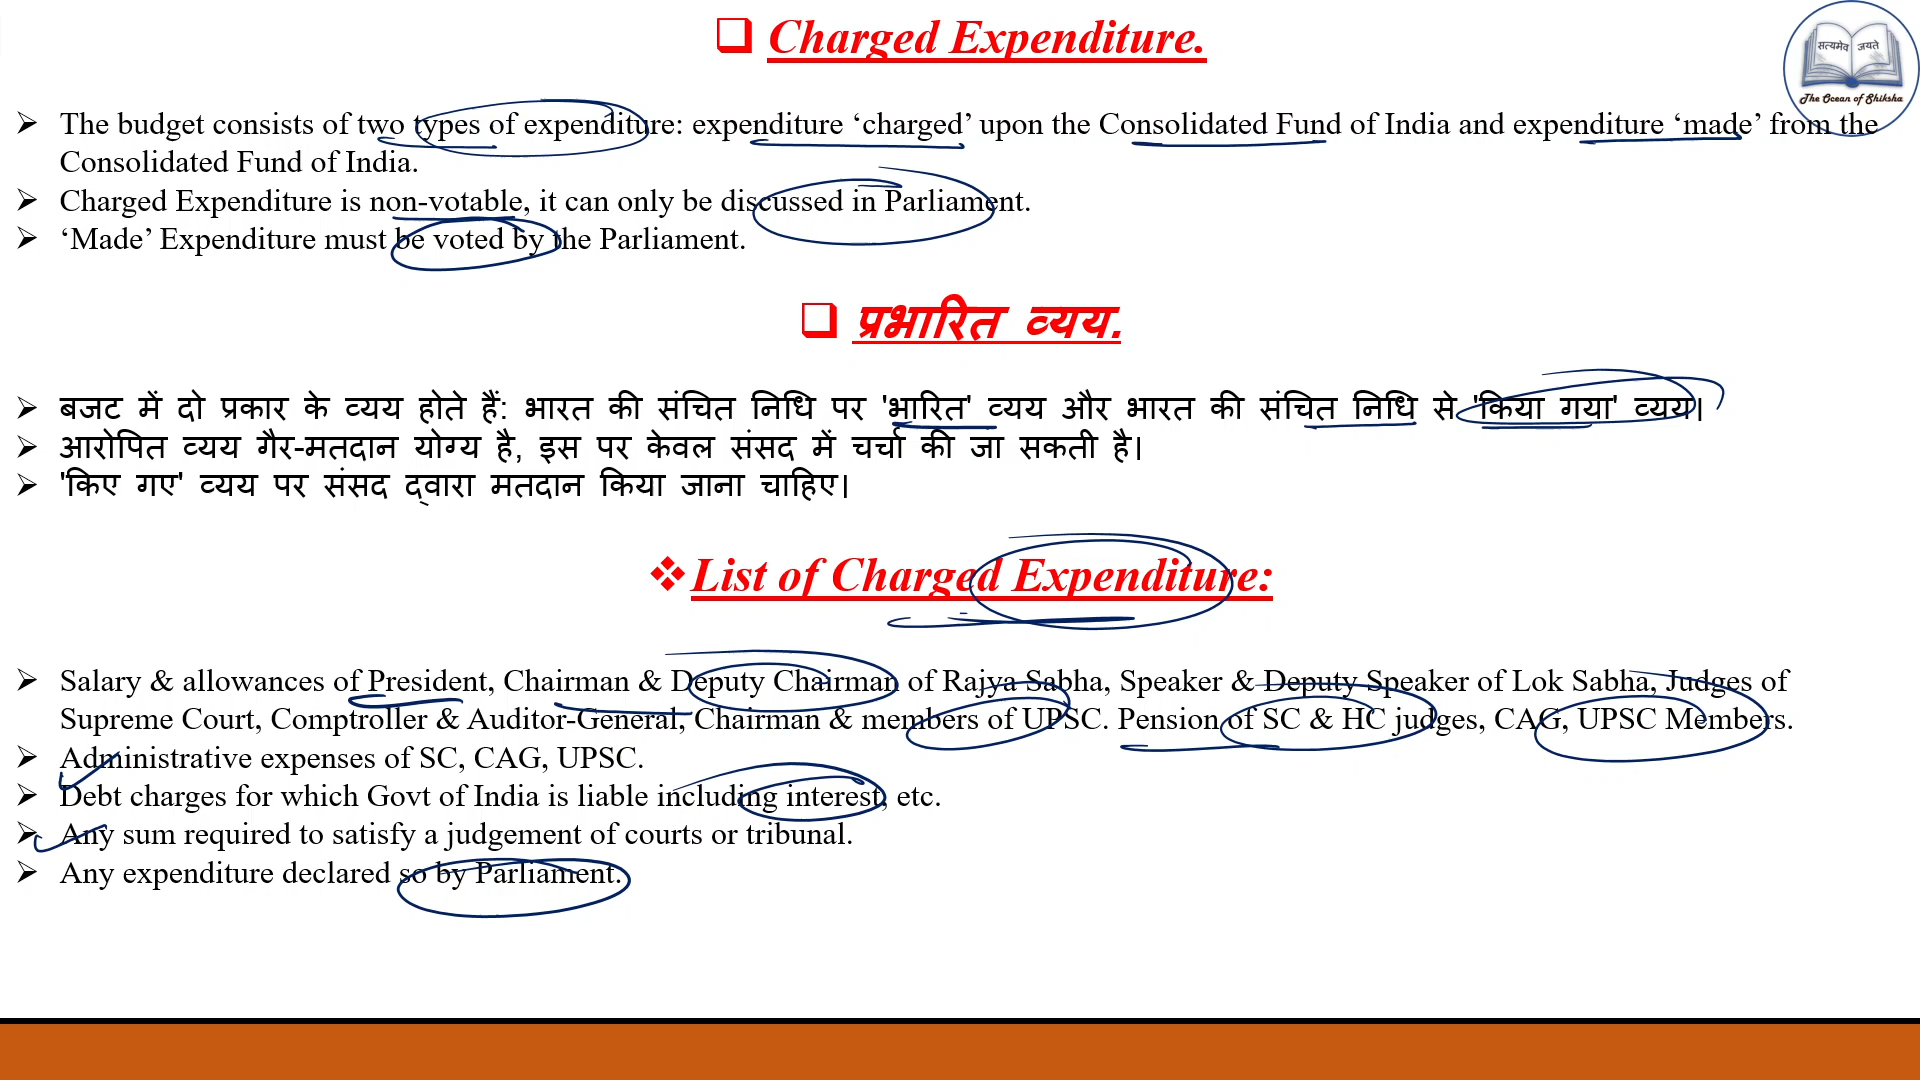 Charged Expenditure.
सत्यमेव जयते
The Ocean of Shiksha
The budget consists of two types of expenditure: expenditure ‘charged’ upon the Consolidated Fund of India and expenditure ‘made’ from the
Consolidated Fund of India.
Charged Expenditure is non-votable, it can only be discussed in Parliament.
‘Made’ Expenditure must be voted by the Parliament.
प्रभारित व्यय.
बजट में दो प्रकार के व्यय होते हैं: भारत की संचित निधि पर 'भारित' व्यय और भारत की संचित निधि से 'किया गया' व्यय।
आरोपित व्यय गैर-मतदान योग्य है, इस पर केवल संसद में चर्चा की जा सकती है।
'किए गए' व्यय पर संसद द्वारा मतदान किया जाना चाहिए।
List of Charged Expenditure:
Salary & allowances of President, Chairman & Deputy Chairman of Rajya Sabha, Speaker & Deputy Speaker of Lok Sabha, Judges of
Supreme Court, Comptroller & Auditor-General, Chairman & members of UPSC. Pension of SC & HC judges, CAG, UPSC Members.
Administrative expenses of SC, CAG, UPSC.
Debt charges for which Govt of India is liable including interest, etc.
Any sum required to satisfy a judgement of courts or tribunal.
Any expenditure declared so by Parliament.